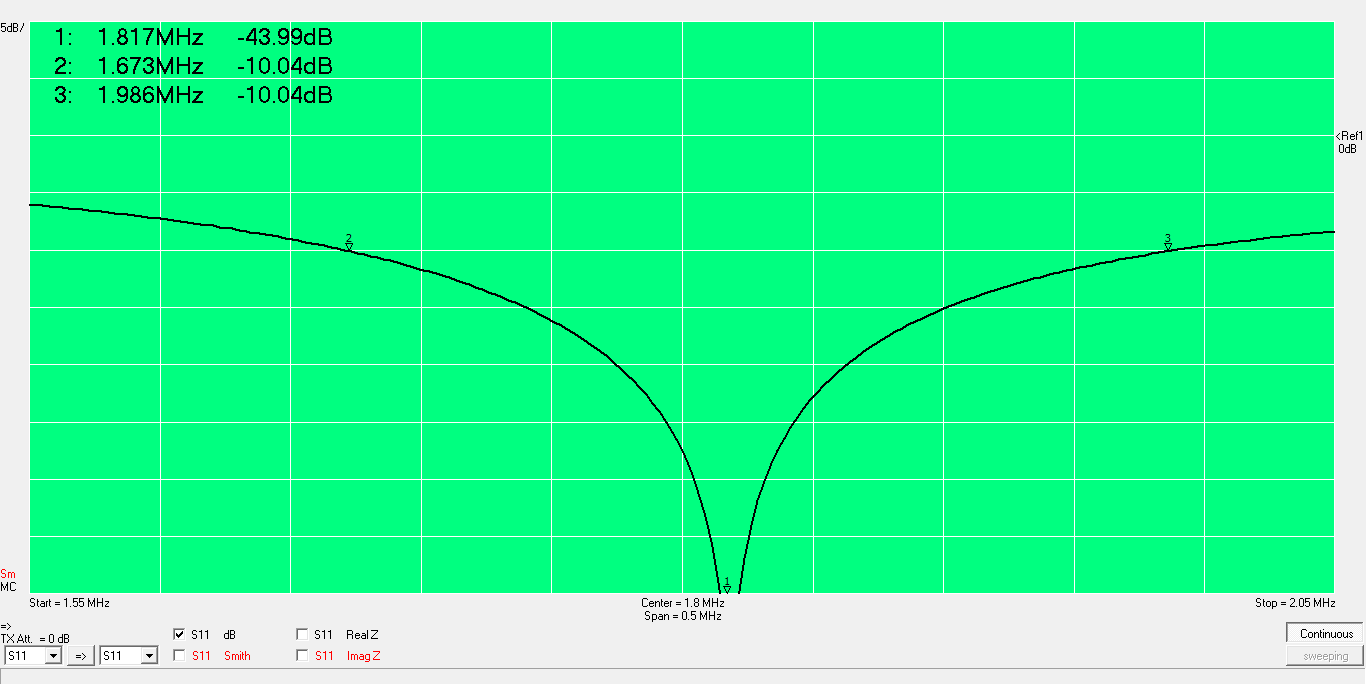 5dB/
1: 1.817MHz -43.99dB
2: 1.673MHz -10.04dB
3: 1.986MHz -10.04dB
<Ref1
0dB
2
3
1
Sm
MC
Start = 1.55 MHz Center = 1.8 MHz Stop = 2.05 MHz
Span = 0.5 MHz
=>
TX Att. = 0 dB
S11 dB S11 Real Z Continuous
S11 => S11 S11 Smith S11 Imag Z sweeping